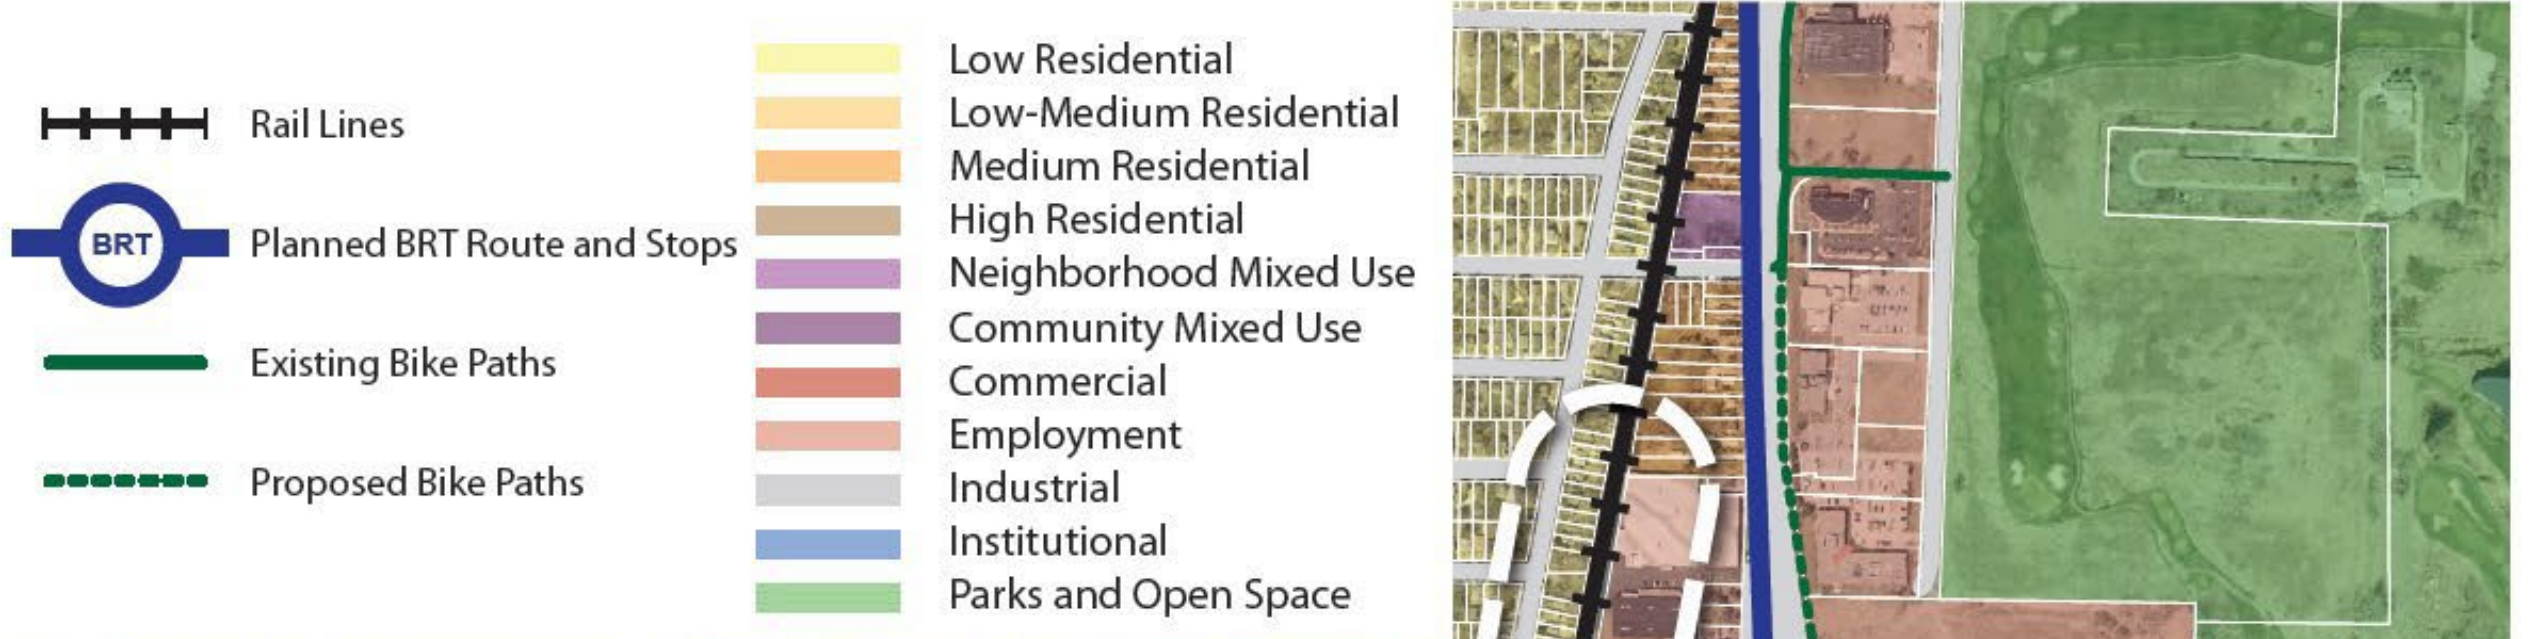 Rail Lines
BRT
Planned BRT Route and Stops
Existing Bike Paths
Proposed Bike Paths
Low Residential
Low-Medium Residential
Medium Residential
High Residential
Neighborhood Mixed Use
Community Mixed Use
Commercial
Employment
Industrial
Institutional
Parks and Open Space